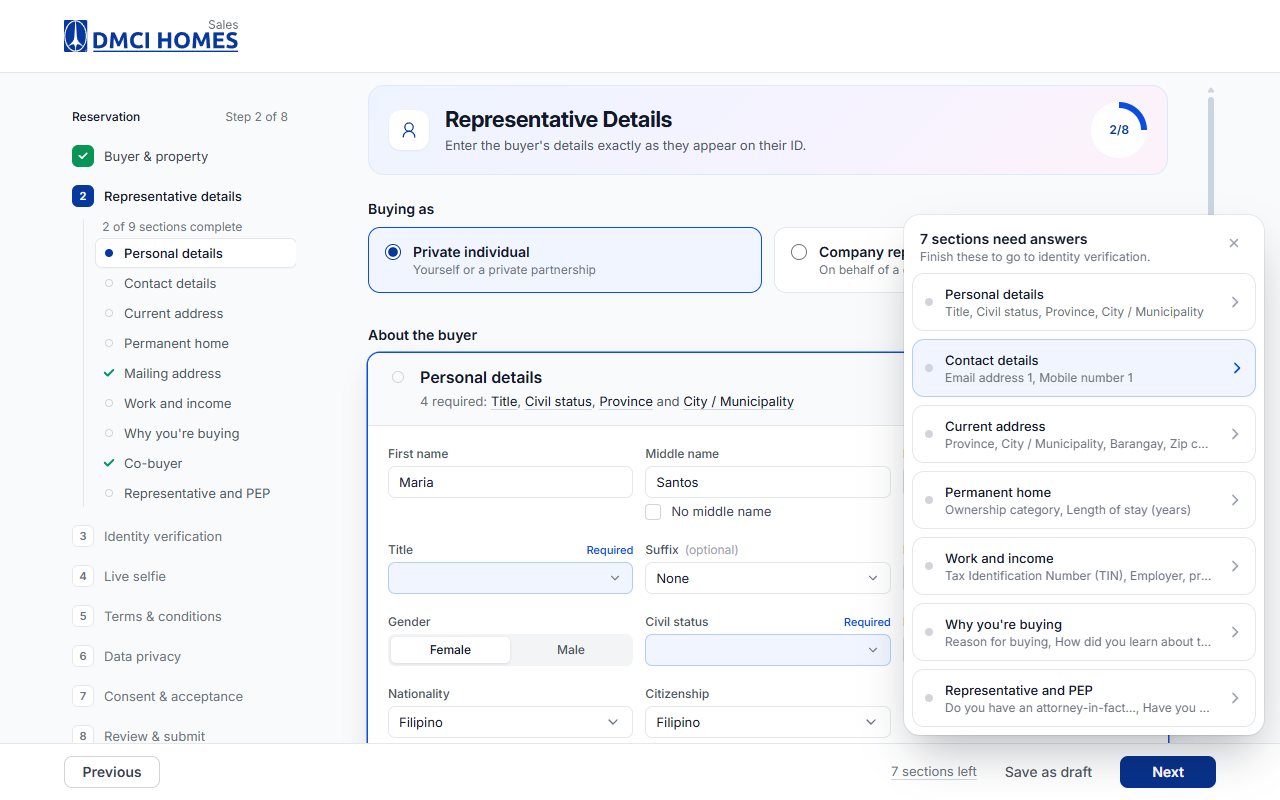 Sales
DMCI HOMES
Reservation
Step 2 of 8
Buyer & property
2
Representative details
2 of 9 sections complete
Personal details
Contact details
Current address
Permanent home
Mailing address
Work and income
Why you're buying
Co-buyer
Representative and PEP
3
Identity verification
4
Live selfie
5
Terms & conditions
6
Data privacy
7
Consent & acceptance
8
Review & submit
Representative Details
Enter the buyer's details exactly as they appear on their ID.
2/8
Buying as
Private individual
Yourself or a private partnership
Company rep
On behalf of a
About the buyer
Personal details
4 required: Title, Civil status, Province and City / Municipality
First name
Maria
Middle name
Santos
No middle name
Title
Required
Suffix (optional)
None
Gender
Female
Male
Civil status
Required
Nationality
Filipino
Citizenship
Filipino
7 sections need answers
Finish these to go to identity verification.
Personal details
Title, Civil status, Province, City / Municipality
Contact details
Email address 1, Mobile number 1
Current address
Province, City / Municipality, Barangay, Zip c...
Permanent home
Ownership category, Length of stay (years)
Work and income
Tax Identification Number (TIN), Employer, pr...
Why you're buying
Reason for buying, How did you learn about t...
Representative and PEP
Do you have an attorney-in-fact..., Have you ...
Previous
7 sections left
Save as draft
Next